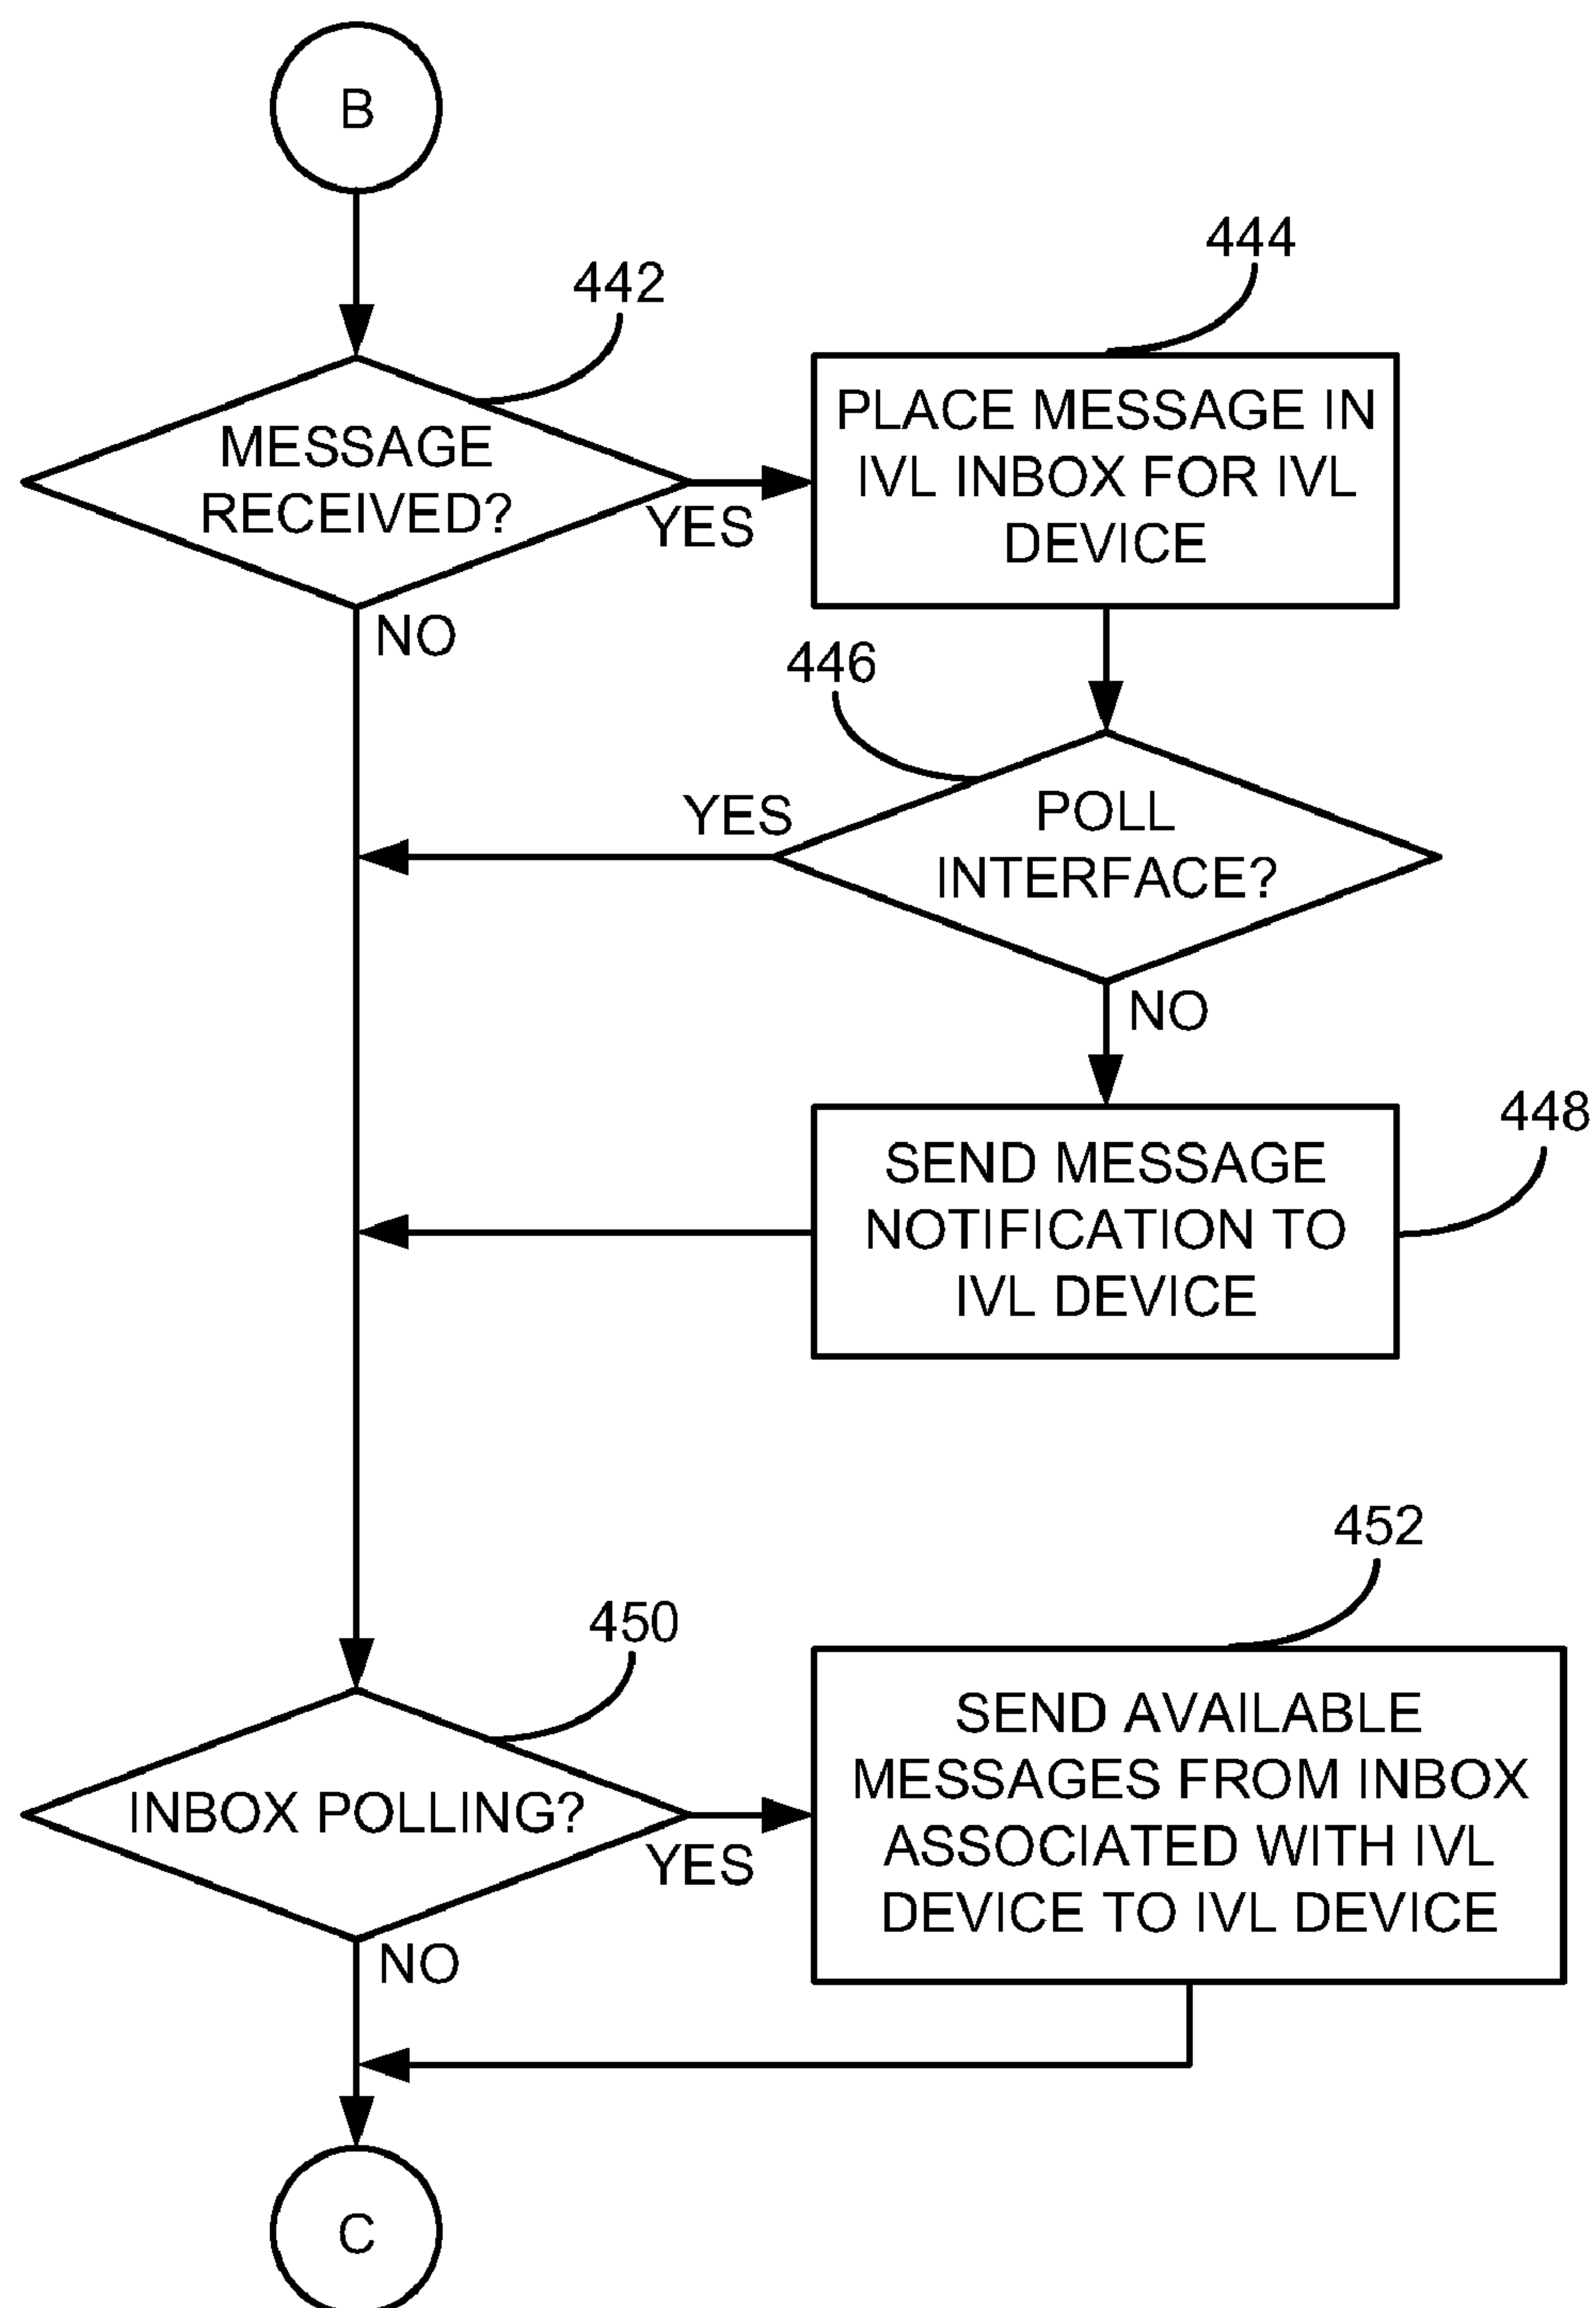 B
442
444
MESSAGE
RECEIVED?
YES
NO
PLACE MESSAGE IN
IVL INBOX FOR IVL
DEVICE
446
YES
POLL
INTERFACE?
NO
448
SEND MESSAGE
NOTIFICATION TO
IVL DEVICE
450
452
INBOX POLLING?
YES
NO
SEND AVAILABLE
MESSAGES FROM INBOX
ASSOCIATED WITH IVL
DEVICE TO IVL DEVICE
C